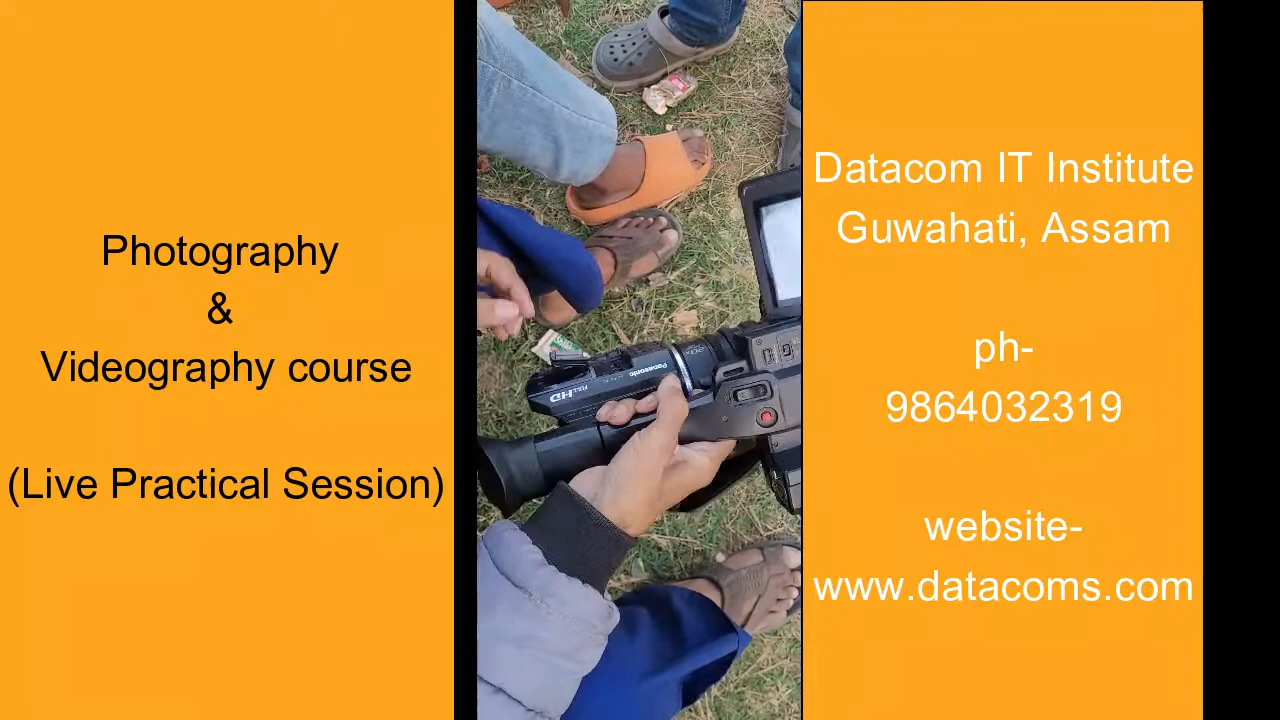 Photography
&
Videography course
(Live Practical Session)
Panasonic
FULL HD
Datacom IT Institute
Guwahati, Assam
ph-
9864032319
website-
www.datacoms.com